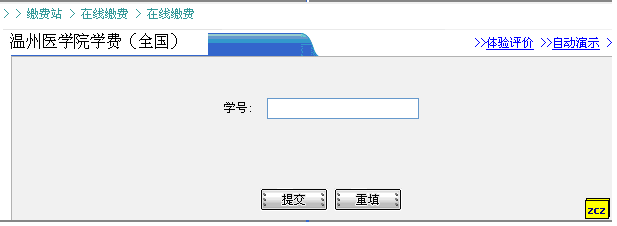 >> 缴费站 > 在线缴费 > 在线缴费
温州医学院学费（全国）
>>体验评价 >>自动演示 >
学号:
提交 重填
zcz